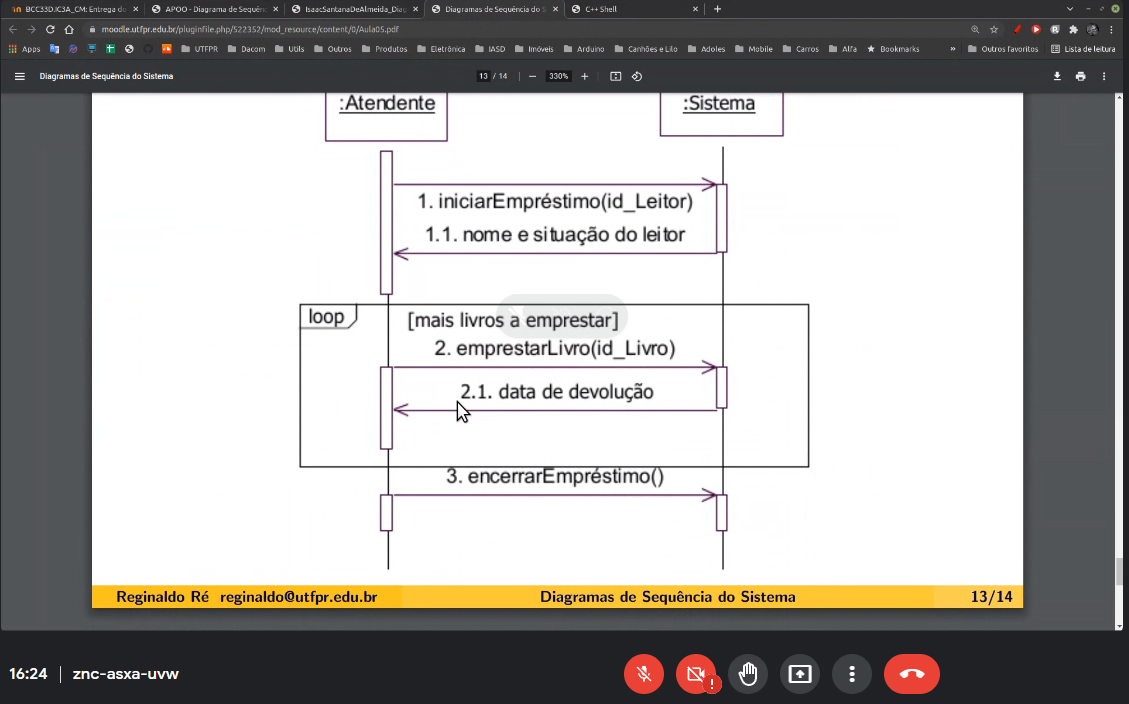 BCC33D.IC3A_CM: Entrega do
APOO - Diagrama de Sequên
IsaacSantanaDeAlmeida_Diag
Diagramas de Sequência do S
C++ Shell
moodle.utfpr.edu.br/pluginfile.php/522352/mod_resource/content/0/Aula05.pdf
Apps UTFPR Dacom Utils Outros Produtos Eletrônica IASD Imóveis Arduino Canhões e Lilo Adoles Mobile Carros Alfa Bookmarks » Outros favoritos Lista de leitura
Diagramas de Sequência do Sistema 13 / 14 330%
:Atendente :Sistema
1. iniciarEmpréstimo(id_Leitor)
1.1. nome e situação do leitor
loop [mais livros a emprestar]
2. emprestarLivro(id_Livro)
2.1. data de devolução
3. encerrarEmpréstimo()
Reginaldo Ré reginaldo@utfpr.edu.br Diagramas de Sequência do Sistema 13/14
16:24 | znc-asxa-uvw